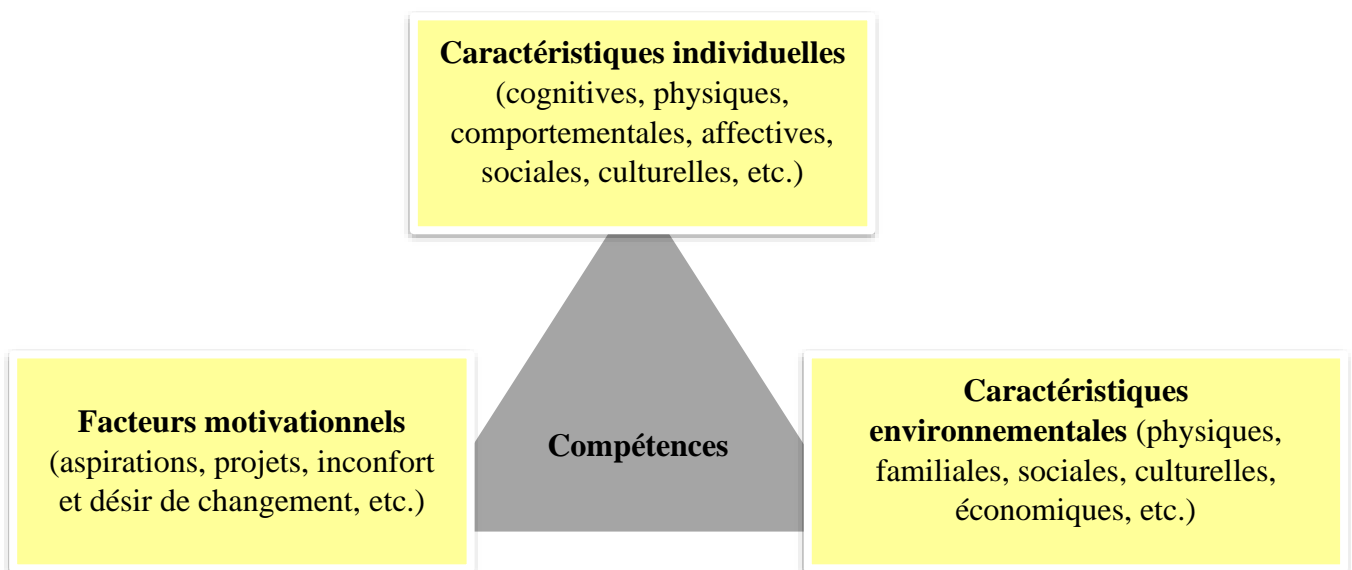 Caractéristiques individuelles
(cognitives, physiques,
comportementales, affectives,
sociales, culturelles, etc.)
Facteurs motivationnels
(aspirations, projets, inconfort
et désir de changement, etc.)
Compétences
Caractéristiques
environnementales (physiques,
familiales, sociales, culturelles,
économiques, etc.)